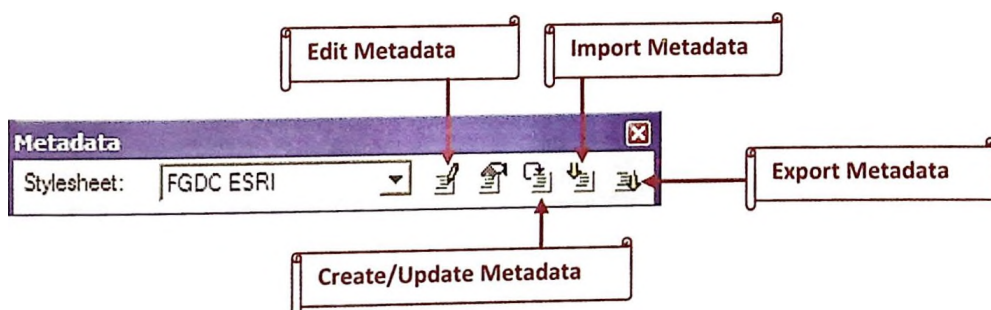 Edit Metadata
Import Metadata
Metadata
Stylesheet: FGDC ESRI
Export Metadata
Create/Update Metadata